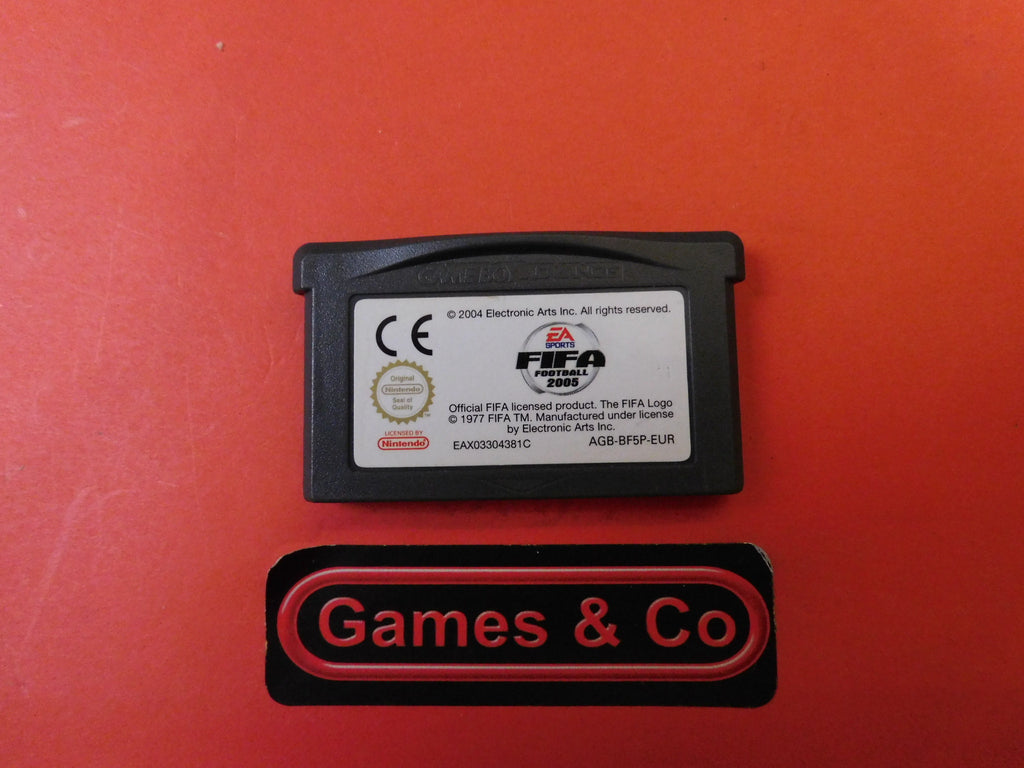 GAME BOY ADVANCE
© 2004 Electronic Arts Inc. All rights reserved.
CE
EA
SPORTS
FIFA
FOOTBALL
2005
Original
Nintendo
Seal of
Quality
TM
LICENSED BY
Nintendo
Official FIFA licensed product. The FIFA Logo
© 1977 FIFA TM. Manufactured under license
by Electronic Arts Inc.
EAX03304381C
AGB-BF5P-EUR
Games & Co